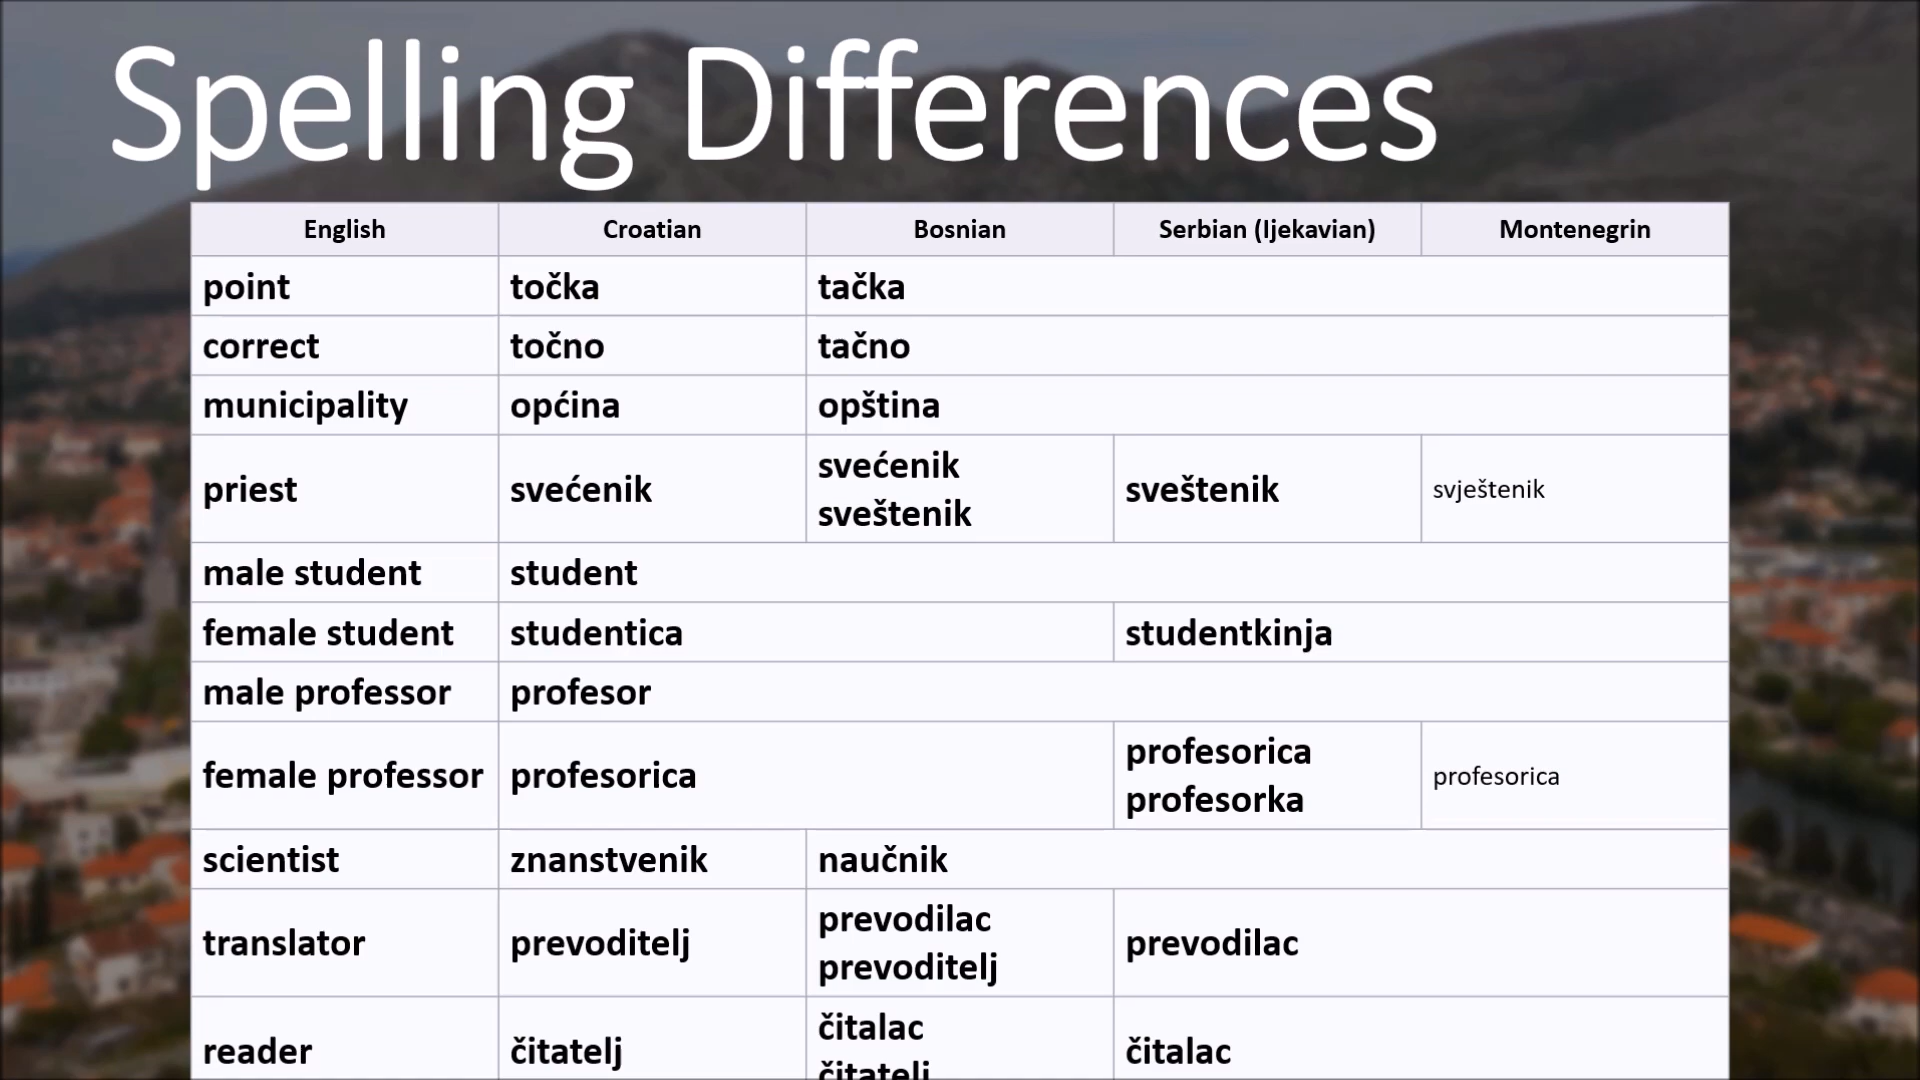 Spelling Differences
English Croatian Bosnian Serbian (Ijekavian) Montenegrin
point točka tačka
correct točno tačno
municipality općina opština
priest svećenik svećenik sveštenik svještenik
sveštenik
male student student
female student studentica studentkinja
male professor profesor
female professor profesorica profesorica profesorica
profesorka
scientist znanstvenik naučnik
translator prevoditelj prevodilac prevodilac
prevoditelj
reader čitatelj čitalac čitalac
čitatelj